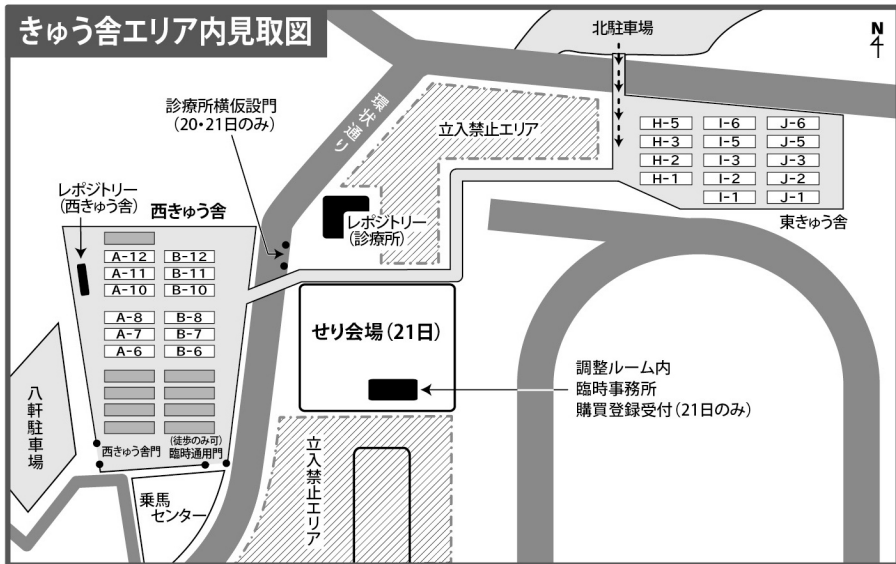 きゅう舎エリア内見取図
北駐車場
N
診療所横仮設門
(20・21日のみ)
環状通り
立入禁止エリア
H-5
I-6
J-6
H-3
I-5
J-5
H-2
I-3
J-3
H-1
I-2
J-2
I-1
J-1
東きゅう舎
レポジトリー
(西きゅう舎)
西きゅう舎
レポジトリー
(診療所)
A-12
B-12
A-11
B-11
A-10
B-10
A-8
B-8
A-7
B-7
A-6
B-6
せり会場(21日)
調整ルーム内
臨時事務所
購買登録受付(21日のみ)
八軒駐車場
西きゅう舎門
(徒歩のみ可)
臨時通用門
立入禁止エリア
乗馬
センター